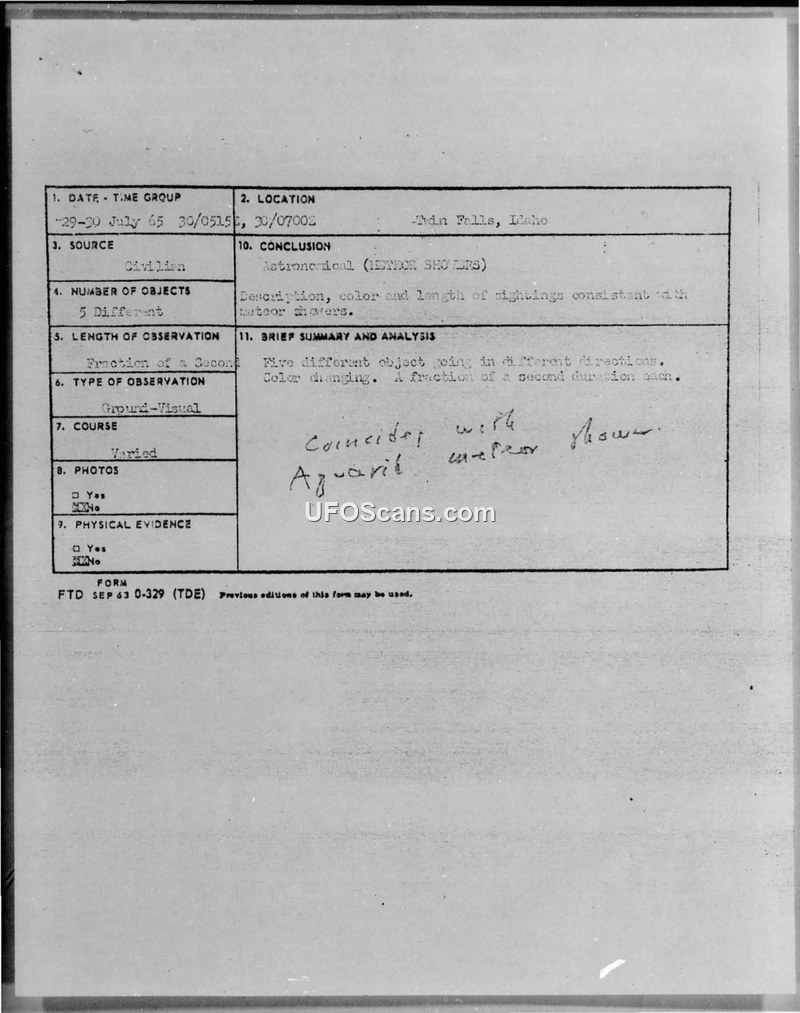 1. DATE - TIME GROUP
29-30 July 65 30/0515Z, 30/0700Z
2. LOCATION
Twin Falls, Idaho
3. SOURCE
Civilian
10. CONCLUSION
Astronomical (METEOR SHOWERS)
Description, color and length of sightings consistent with
meteor showers.
4. NUMBER OF OBJECTS
5 Different
5. LENGTH OF OBSERVATION
Fraction of a Second
11. BRIEF SUMMARY AND ANALYSIS
Five different object going in different directions.
Color changing. A fraction of a second duration each.
Coincides with
Aquarid meteor shower.
6. TYPE OF OBSERVATION
Ground-Visual
7. COURSE
Varied
8. PHOTOS
□ Yes
No
9. PHYSICAL EVIDENCE
□ Yes
No
FORM
FTD SEP 63 0-329 (TDE) Previous editions of this form may be used.
UFOScans.com